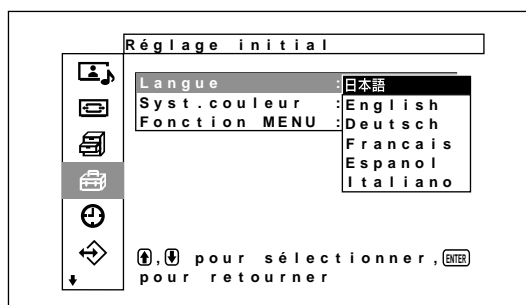 Réglage initial
Langue : 日本語
Syst.couleur : English
Fonction MENU : Deutsch
Francais
Espanol
Italiano
, pour sélectionner, ENTER
pour retourner